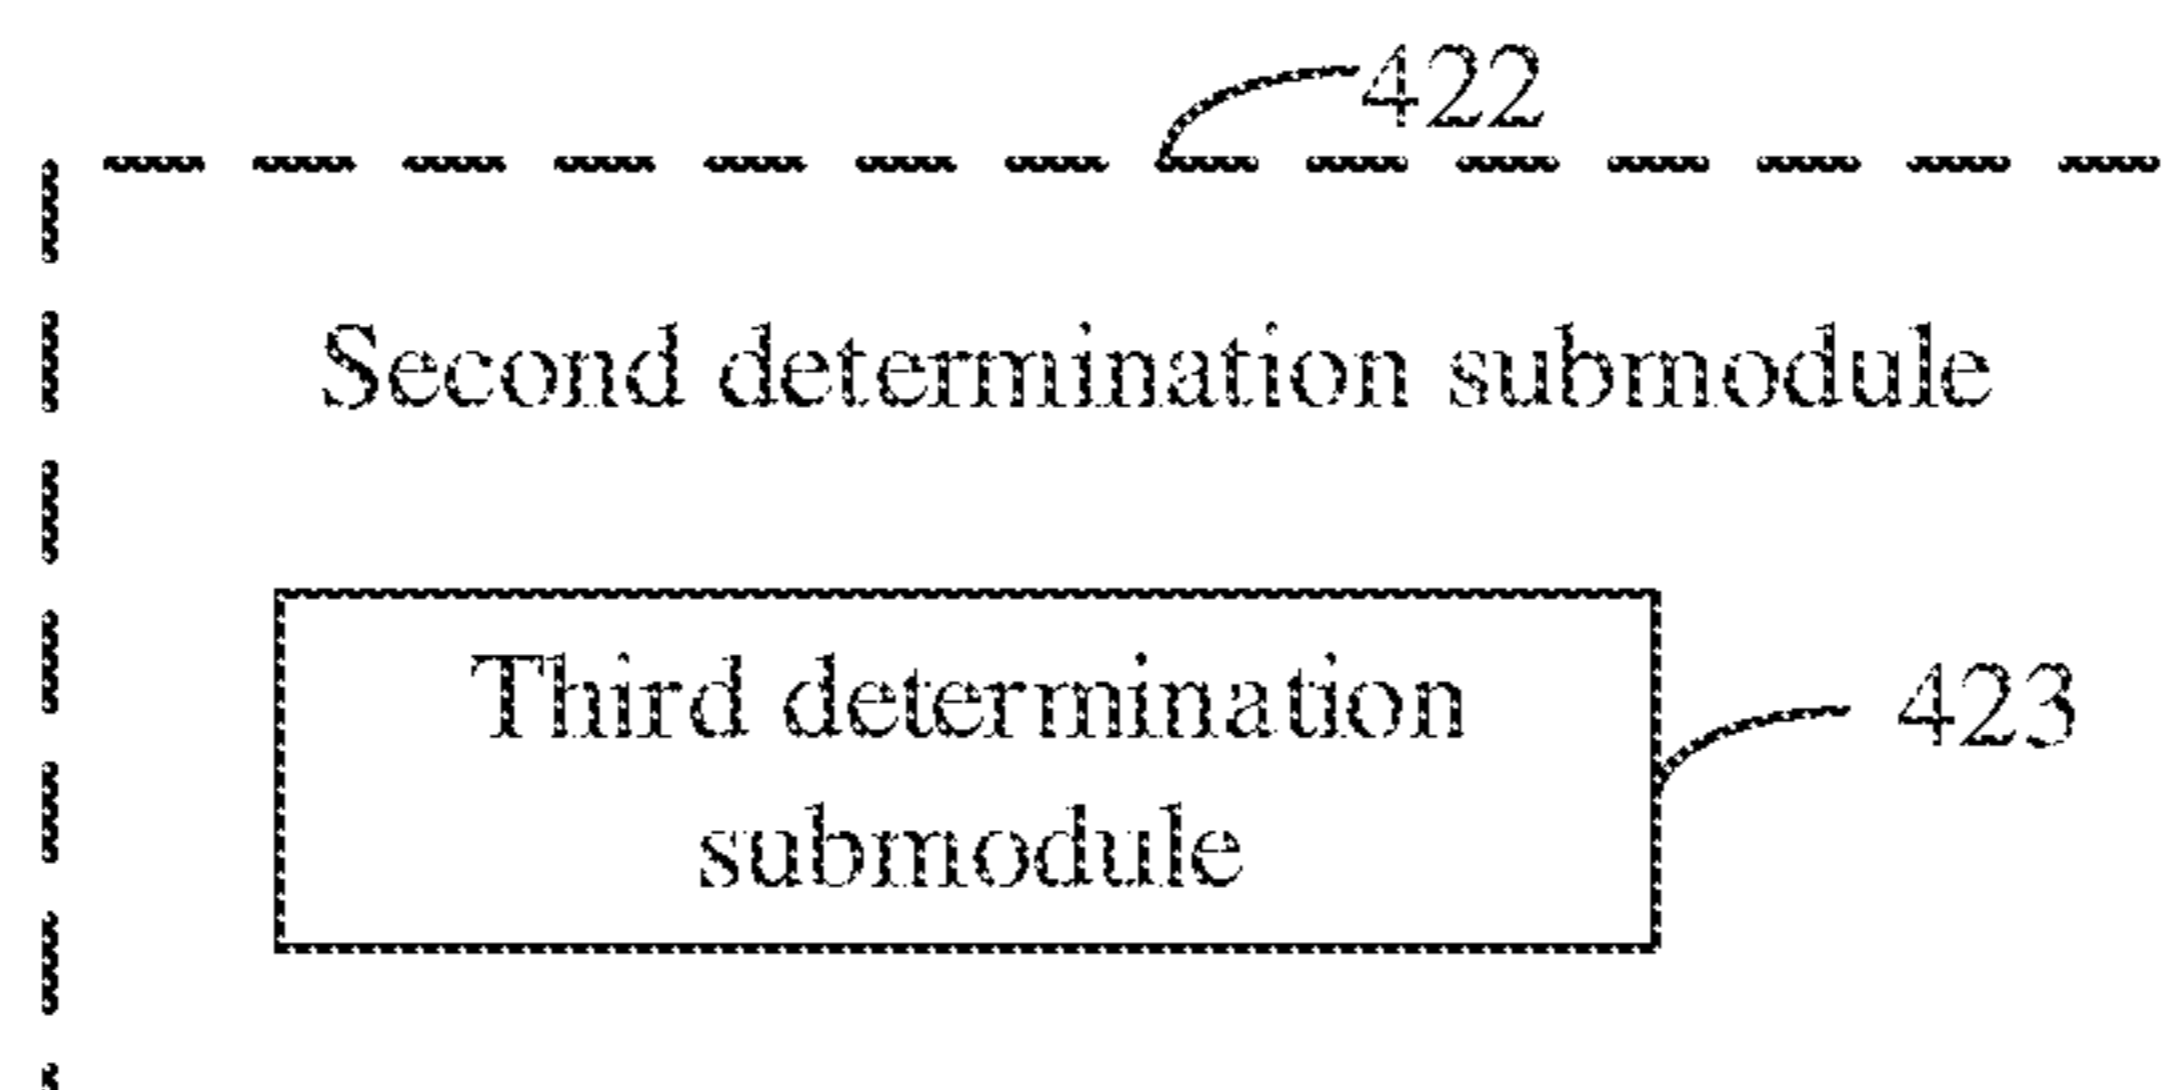 422
Second determination submodule
Third determination
423
submodule